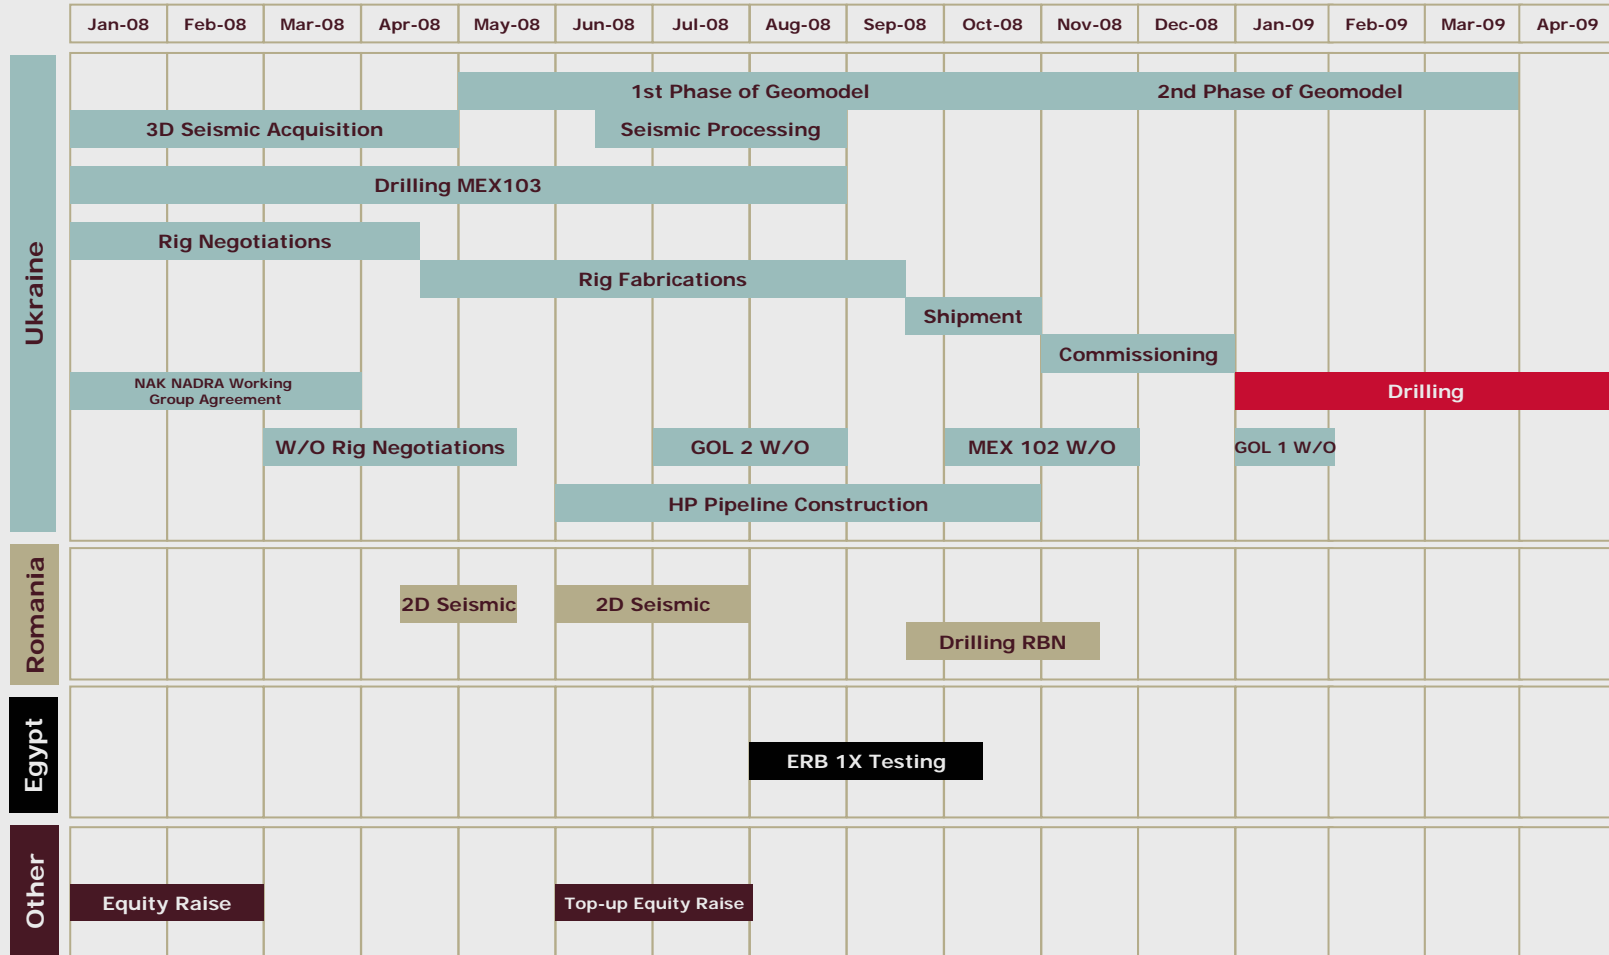 Jan-08 Feb-08 Mar-08 Apr-08 May-08 Jun-08 Jul-08 Aug-08 Sep-08 Oct-08 Nov-08 Dec-08 Jan-09 Feb-09 Mar-09 Apr-09
Ukraine
1st Phase of Geomodel 2nd Phase of Geomodel
3D Seismic Acquisition Seismic Processing
Drilling MEX103
Rig Negotiations
Rig Fabrications
Shipment
Commissioning
NAK NADRA Working
Group Agreement
Drilling
W/O Rig Negotiations GOL 2 W/O MEX 102 W/O GOL 1 W/O
HP Pipeline Construction
Romania
2D Seismic 2D Seismic
Drilling RBN
Egypt
ERB 1X Testing
Other
Equity Raise Top-up Equity Raise